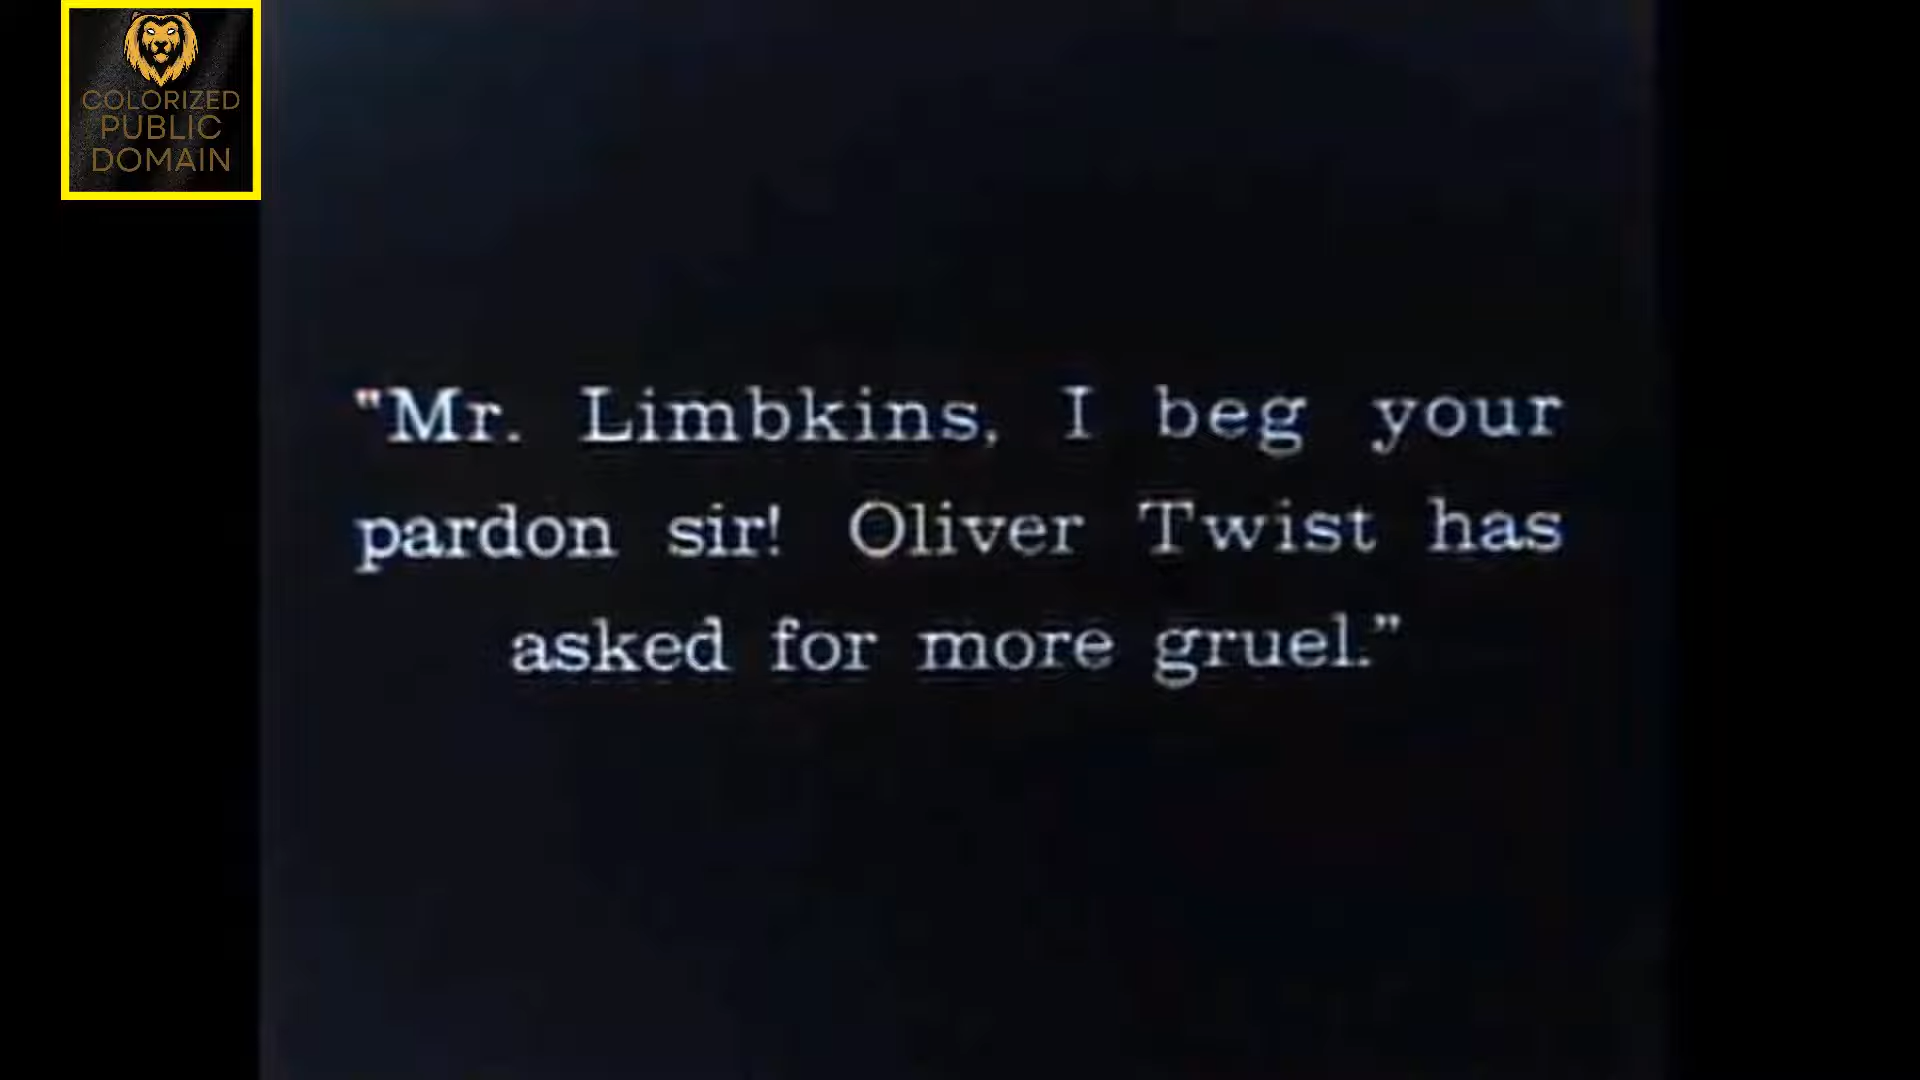 COLORIZED
PUBLIC
DOMAIN
"Mr. Limbkins, I beg your
pardon sir! Oliver Twist has
asked for more gruel."